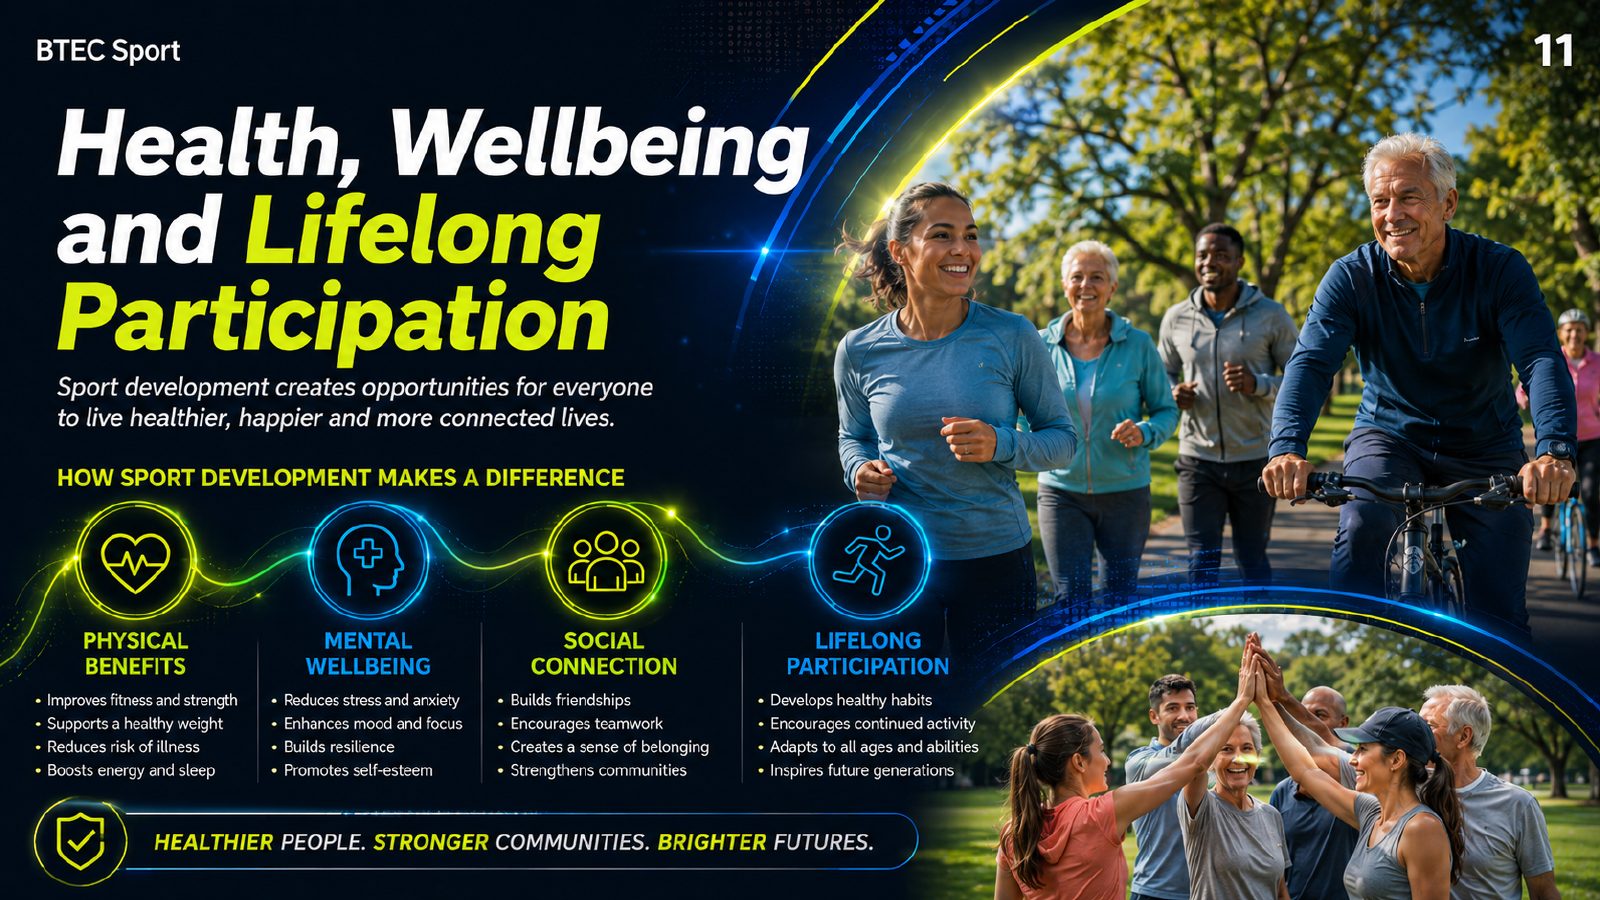 BTEC Sport
11
Health, Wellbeing
and Lifelong
Participation
Sport development creates opportunities for everyone
to live healthier, happier and more connected lives.
HOW SPORT DEVELOPMENT MAKES A DIFFERENCE
PHYSICAL
BENEFITS
• Improves fitness and strength
• Supports a healthy weight
• Reduces risk of illness
• Boosts energy and sleep
MENTAL
WELLBEING
• Reduces stress and anxiety
• Enhances mood and focus
• Builds resilience
• Promotes self-esteem
SOCIAL
CONNECTION
• Builds friendships
• Encourages teamwork
• Creates a sense of belonging
• Strengthens communities
LIFELONG
PARTICIPATION
• Develops healthy habits
• Encourages continued activity
• Adapts to all ages and abilities
• Inspires future generations
HEALTHIER PEOPLE. STRONGER COMMUNITIES. BRIGHTER FUTURES.